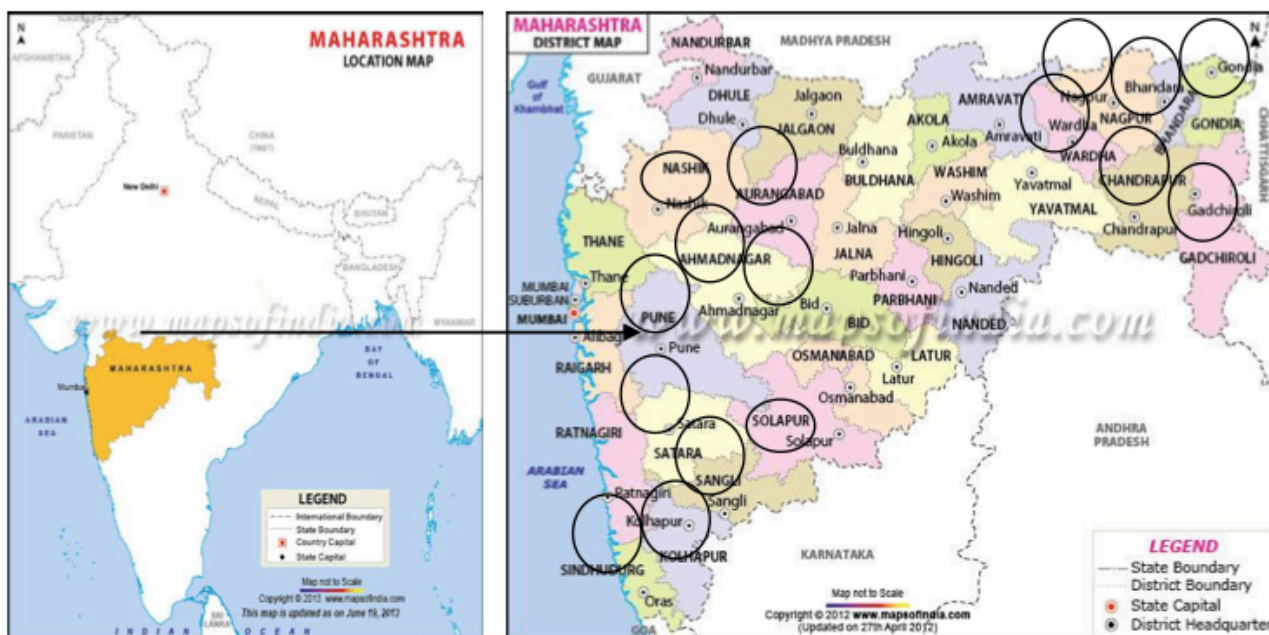 N
MAHARASHTRA
LOCATION MAP
AFGHANISTAN
PAKISTAN
CHINA
New Delhi
NEPAL
BHUTAN
BANGLADESH
MYANMAR
www.mapsofindia.com
MAHARASHTRA
Mumbai
ARABIAN
SEA
BAY
OF
BENGAL
LEGEND
International Boundary
State Boundary
Country Capital
State Capital
Map not to Scale
Copyright © 2013 www.mapsofindia.com
This map is updated as on June 19, 2013
SRI
LANKA
INDIAN OCEAN
MAHARASHTRA
DISTRICT MAP
N
MADHYA PRADESH
GUJARAT
Gulf
of
Khambhat
NANDURBAR
Nandurbar
DHULE
Dhule
Jalgaon
JALGAON
AKOLA
Akola
AMRAVATI
Amravati
Nagpur
NAGPUR
Bhandara
BHANDARA
Gondia
GONDIA
CHHATTISGARH
Wardha
WARDHA
Buldhana
BULDHANA
WASHIM
Washim
Yavatmal
YAVATMAL
CHANDRAPUR
Chandrapur
Gadchiroli
GADCHIROLI
NASHIK
Nashik
AURANGABAD
Aurangabad
Jalna
JALNA
Hingoli
HINGOLI
THANE
Thane
AHMADNAGAR
Ahmadnagar
Parbhani
PARBHANI
Nanded
NANDED
MUMBAI
SUBURBAN
MUMBAI
Alibag
RAIGARH
PUNE
Pune
Bid
BID
www.mapsofindia.com
OSMANABAD
Osmanabad
LATUR
Latur
RATNAGIRI
Ratnagiri
Satara
SATARA
SOLAPUR
Solapur
ARABIAN
SEA
SANGLI
Sangli
Kolhapur
KOLHAPUR
SINDHUDURG
Oras
GOA
KARNATAKA
ANDHRA
PRADESH
Map not to Scale
Copyright © 2012 www.mapsofindia.com
(Updated on 27th April 2012)
LEGEND
State Boundary
District Boundary
State Capital
District Headquarter